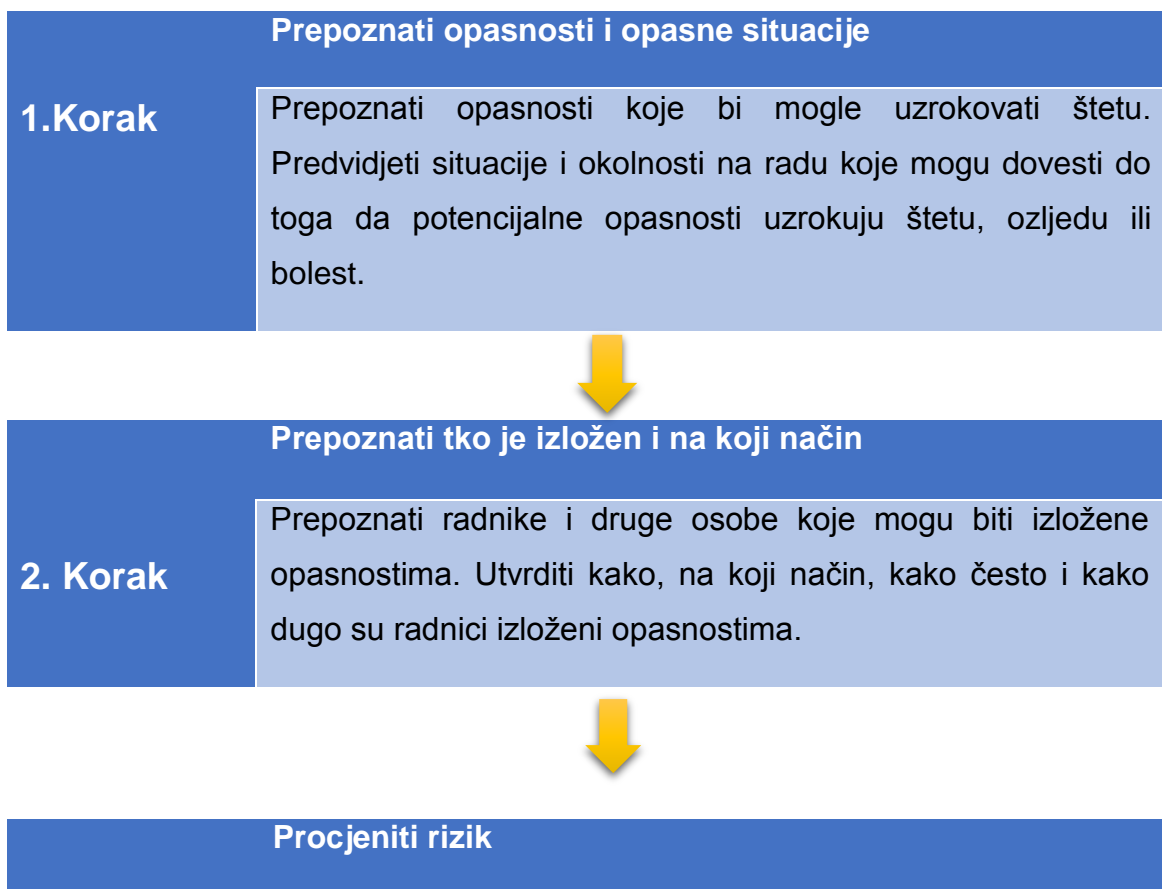 Prepoznati opasnosti i opasne situacije
1.Korak
Prepoznati opasnosti koje bi mogle uzrokovati štetu.
Predvidjeti situacije i okolnosti na radu koje mogu dovesti do
toga da potencijalne opasnosti uzrokuju štetu, ozljedu ili
bolest.
Prepoznati tko je izložen i na koji način
2. Korak
Prepoznati radnike i druge osobe koje mogu biti izložene
opasnostima. Utvrditi kako, na koji način, kako često i kako
dugo su radnici izloženi opasnostima.
Procjeniti rizik